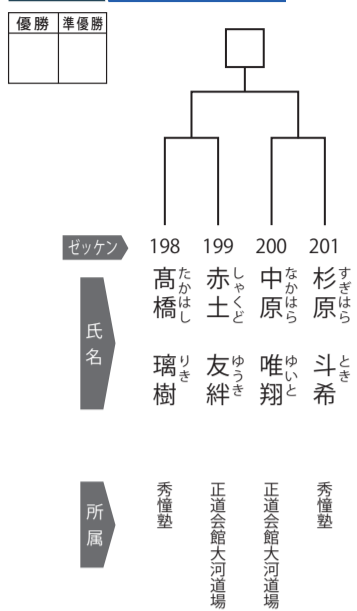 優勝 準優勝
ゼッケン 198 199 200 201
氏名
髙橋 璃樹
たかはし りき
赤土 友絆
しゃくど ゆうき
中原 唯翔
なかはら ゆいと
杉原 斗希
すぎはら とき
所属
秀憧塾
正道会館大河道場
正道会館大河道場
秀憧塾